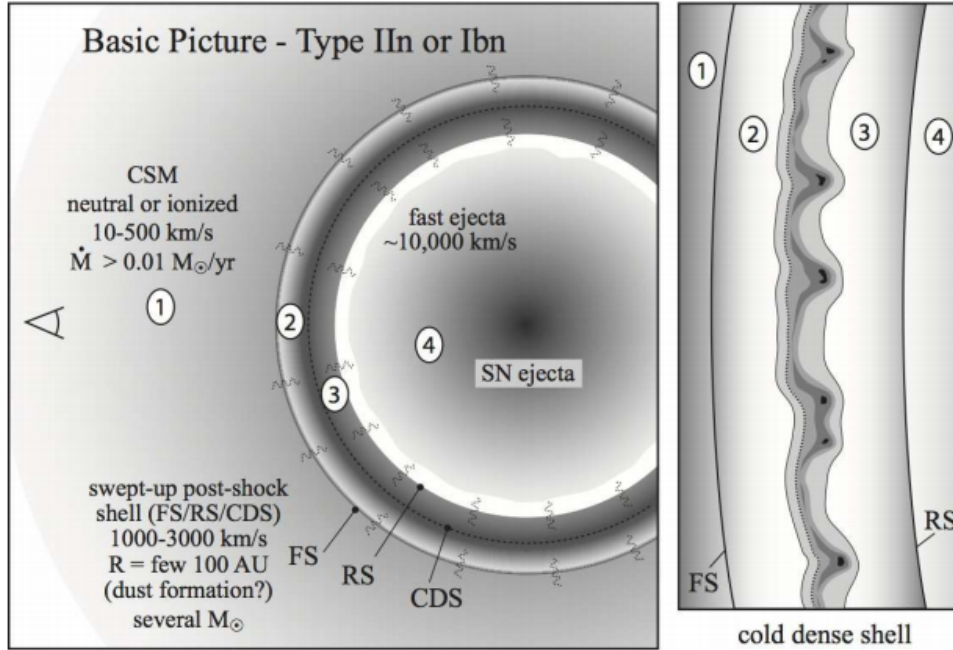 Basic Picture - Type IIn or Ibn
CSM
neutral or ionized
10-500 km/s
Ṁ > 0.01 M⊙/yr
1
2
3
4
fast ejecta
~10,000 km/s
SN ejecta
swept-up post-shock
shell (FS/RS/CDS)
1000-3000 km/s
R = few 100 AU
(dust formation?)
several M⊙
FS
RS
CDS
1
2
3
4
FS
RS
cold dense shell